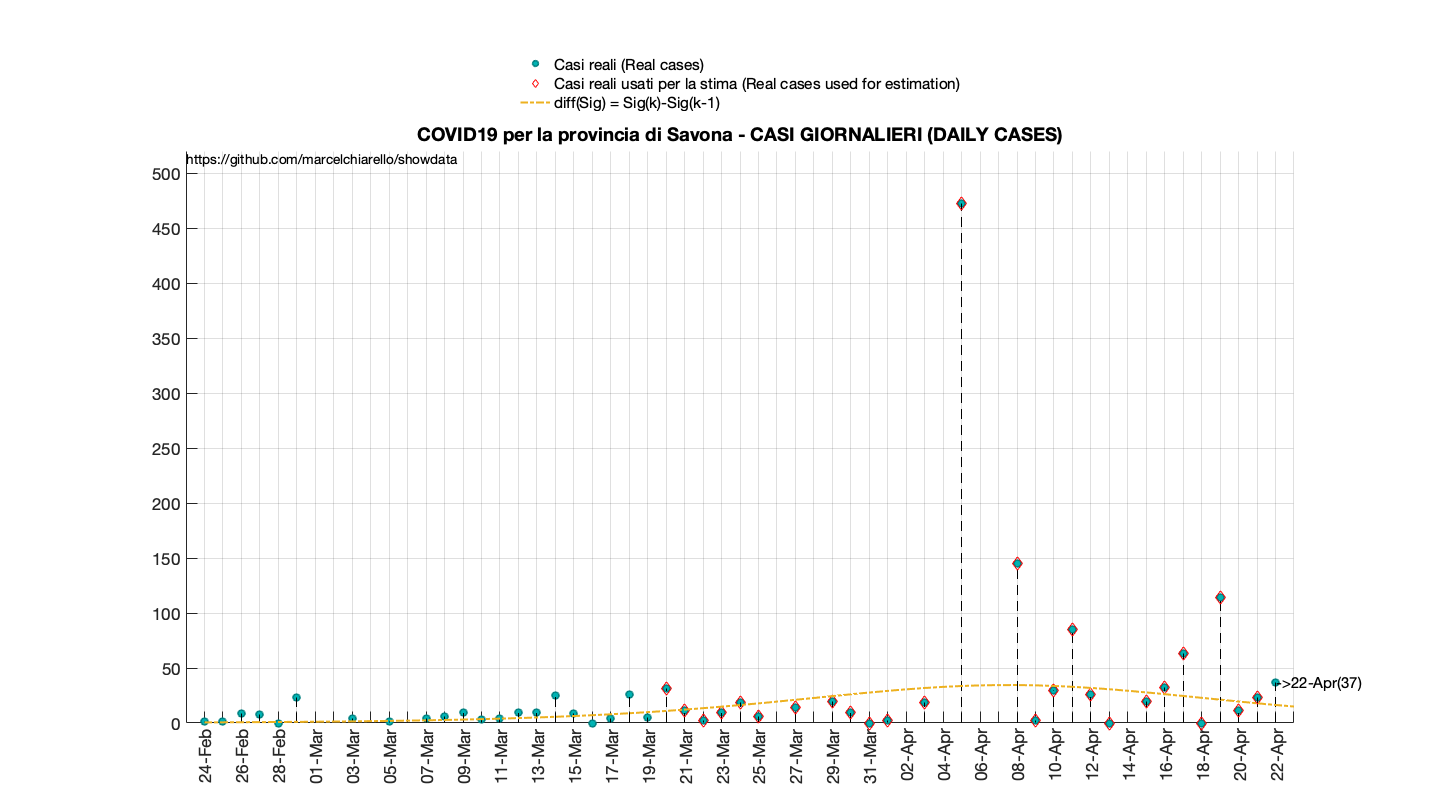 Casi reali (Real cases)
Casi reali usati per la stima (Real cases used for estimation)
diff(Sig) = Sig(k)-Sig(k-1)
COVID19 per la provincia di Savona - CASI GIORNALIERI (DAILY CASES)
https://github.com/marcelchiarello/showdata
500
450
400
350
300
250
200
150
100
50
0
->22-Apr(37)
24-Feb
26-Feb
28-Feb
01-Mar
03-Mar
05-Mar
07-Mar
09-Mar
11-Mar
13-Mar
15-Mar
17-Mar
19-Mar
21-Mar
23-Mar
25-Mar
27-Mar
29-Mar
31-Mar
02-Apr
04-Apr
06-Apr
08-Apr
10-Apr
12-Apr
14-Apr
16-Apr
18-Apr
20-Apr
22-Apr